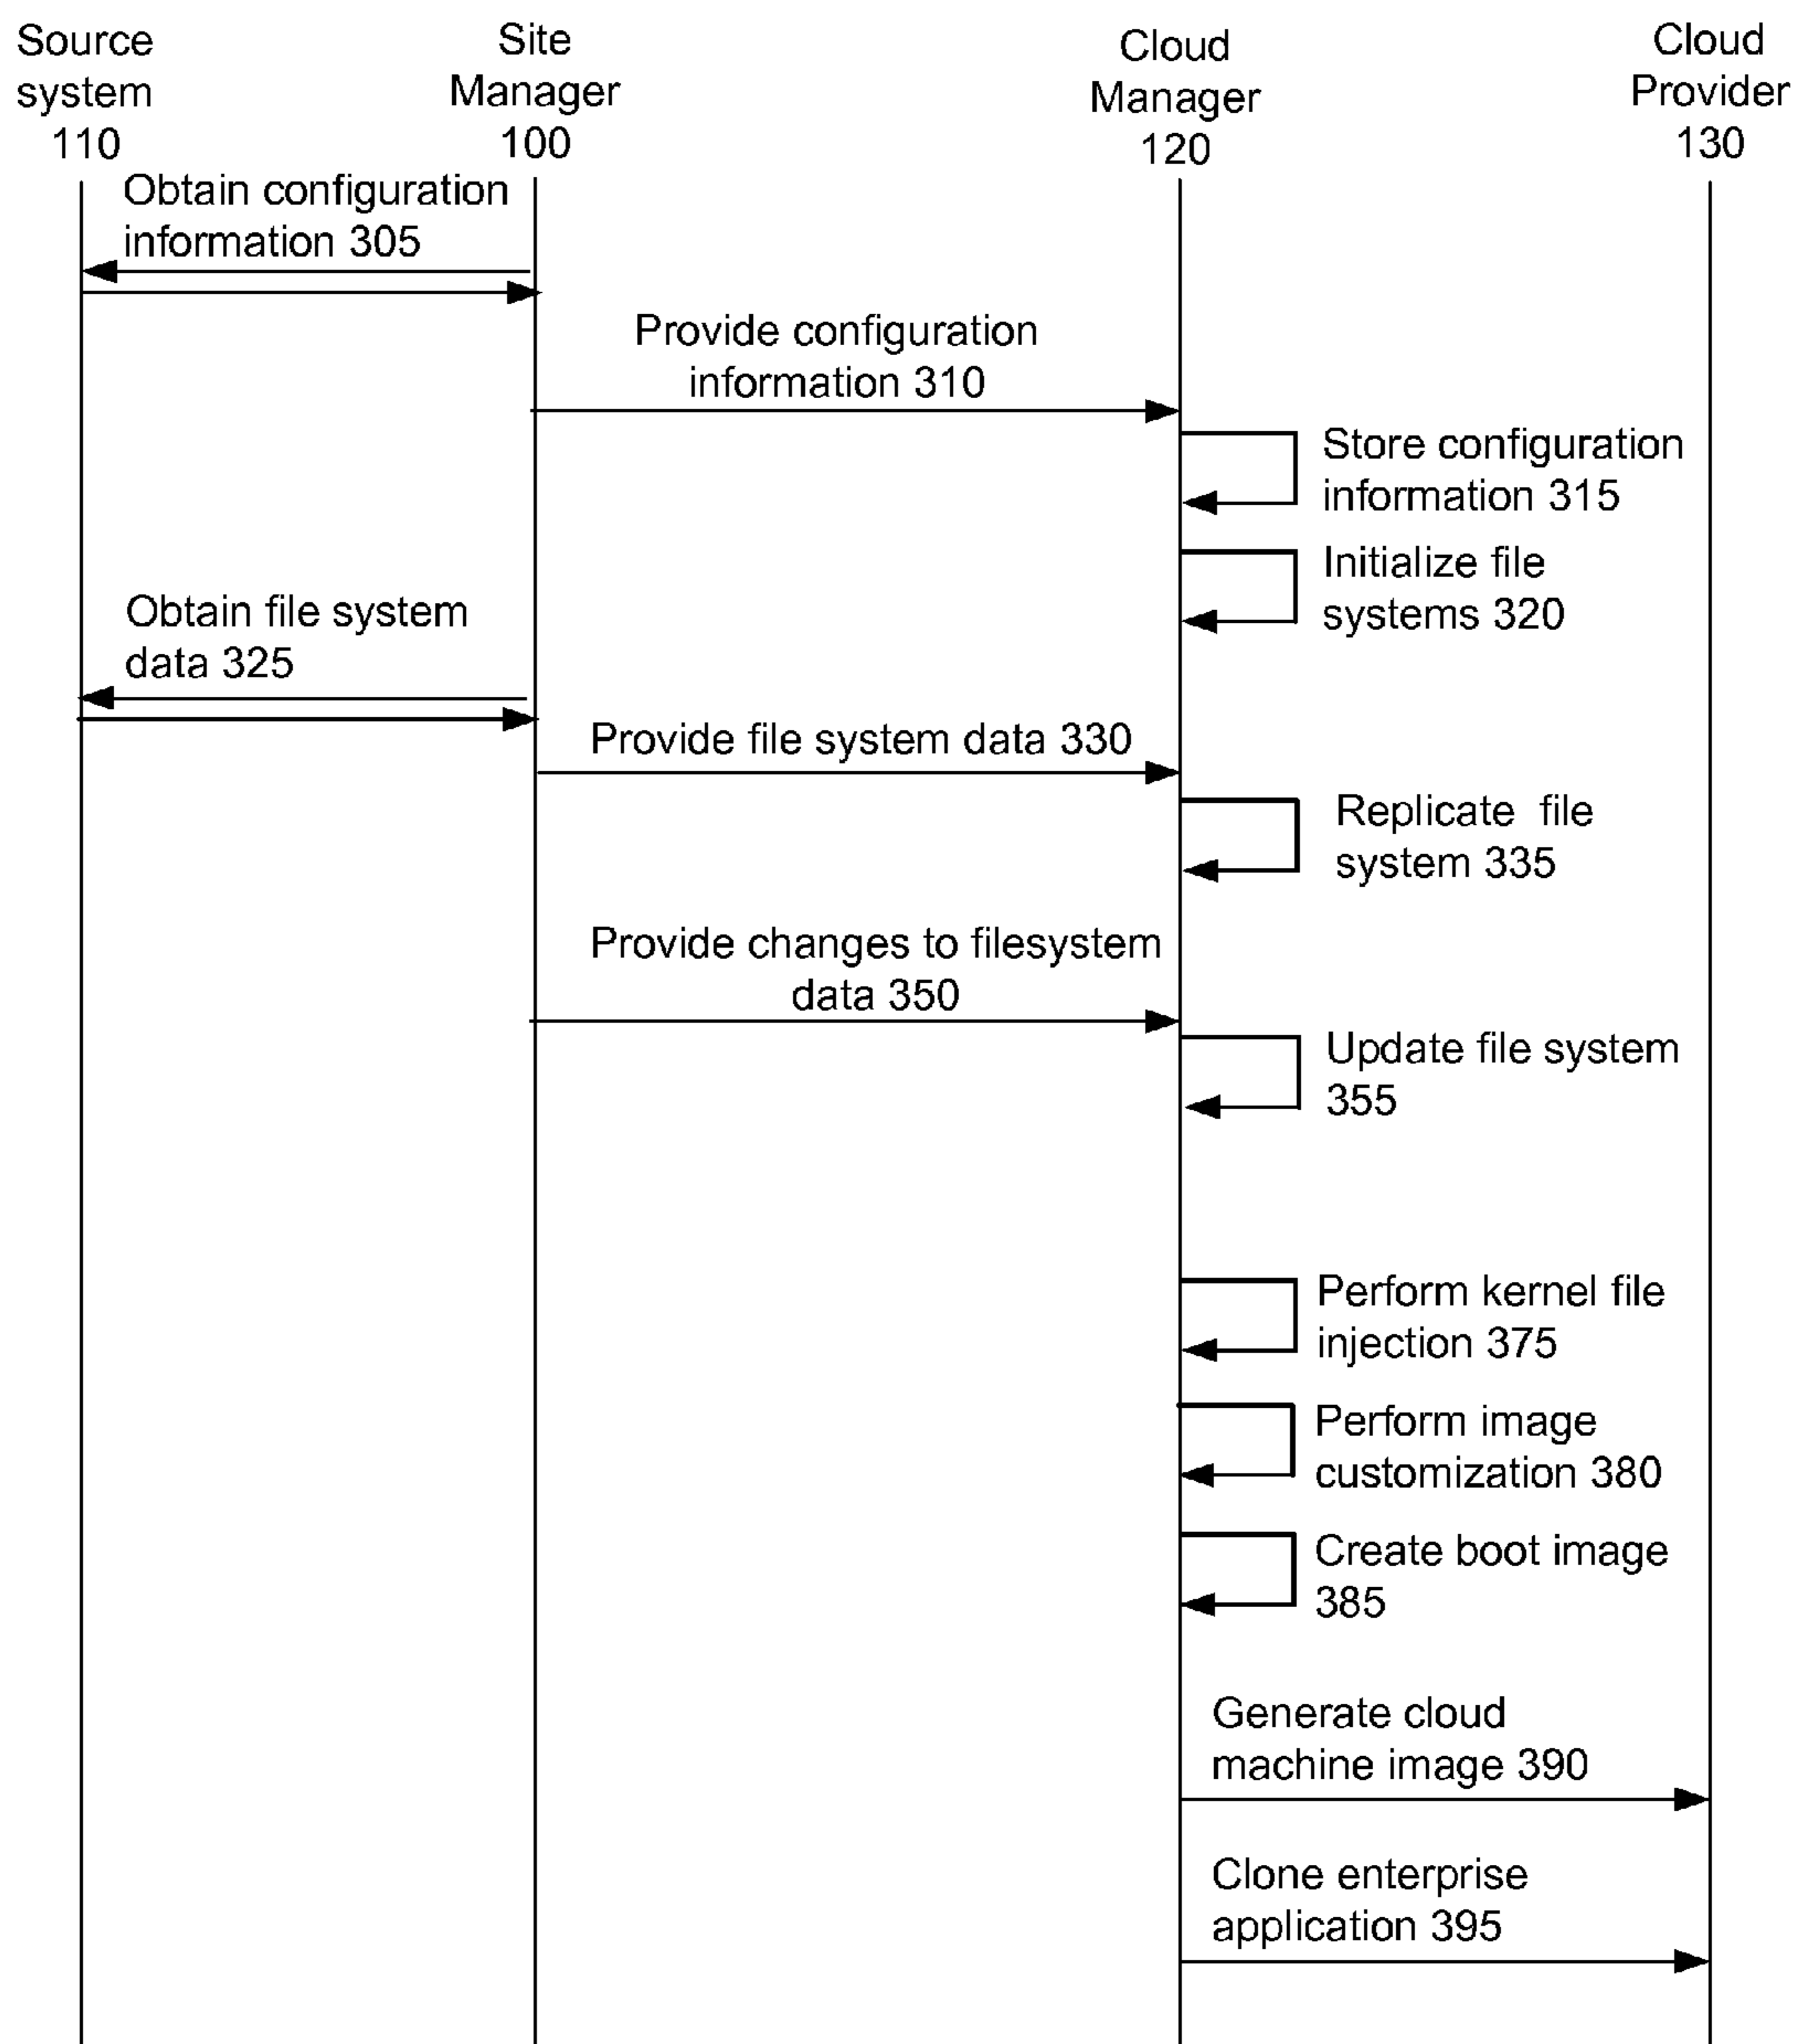 Source
system
110
Site
Manager
100
Cloud
Manager
120
Cloud
Provider
130
Obtain configuration
information 305
Provide configuration
information 310
Store configuration
information 315
Initialize file
systems 320
Obtain file system
data 325
Provide file system data 330
Replicate file
system 335
Provide changes to filesystem
data 350
Update file system
355
Perform kernel file
injection 375
Perform image
customization 380
Create boot image
385
Generate cloud
machine image 390
Clone enterprise
application 395